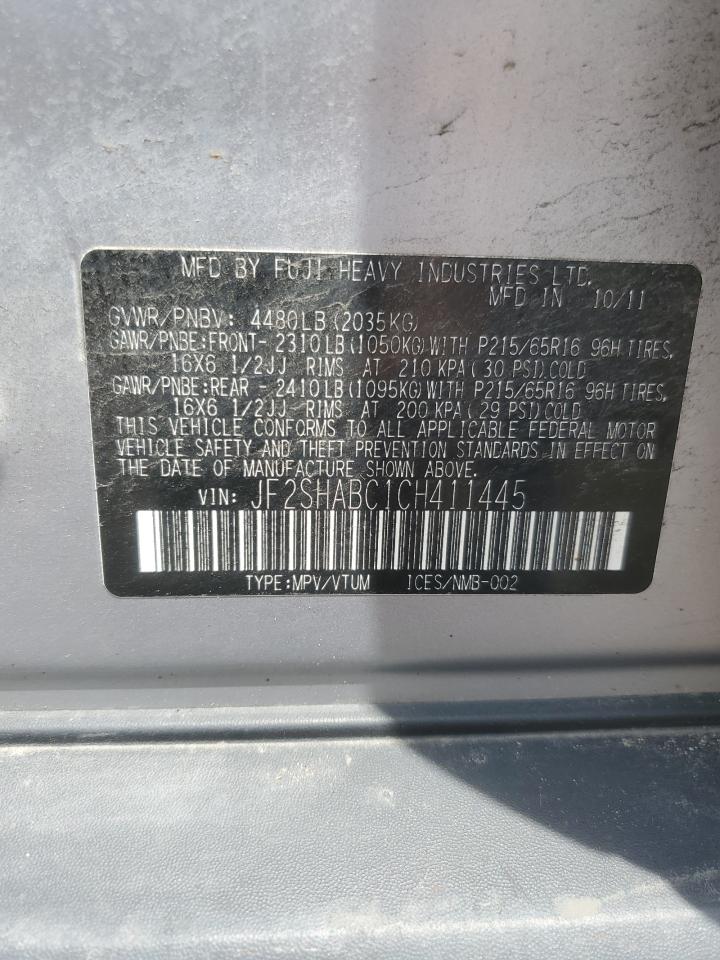 MFD BY FUJI HEAVY INDUSTRIES LTD.
MFD IN 10/11
GVWR/PNBV: 4480LB(2035KG)
GAWR/PNBE:FRONT- 2310LB(1050KG)WITH P215/65R16 96H TIRES,
16X6 1/2JJ RIMS AT 210 KPA(30 PSI)COLD
GAWR/PNBE:REAR - 2410LB(1095KG)WITH P215/65R16 96H TIRES,
16X6 1/2JJ RIMS AT 200 KPA(29 PSI)COLD
THIS VEHICLE CONFORMS TO ALL APPLICABLE FEDERAL MOTOR
VEHICLE SAFETY AND THEFT PREVENTION STANDARDS IN EFFECT ON
THE DATE OF MANUFACTURE SHOWN ABOVE.
VIN: JF2SHABC1CH411445
TYPE:MPV/VTUM ICES/NMB-002